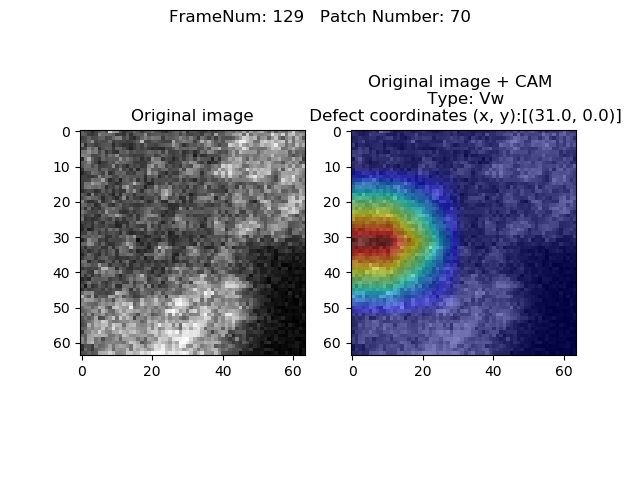 FrameNum: 129   Patch Number: 70
Original image
0
10
20
30
40
50
60
0 20 40 60
Original image + CAM
Type: Vw
Defect coordinates (x, y):[(31.0, 0.0)]
0
10
20
30
40
50
60
0 20 40 60